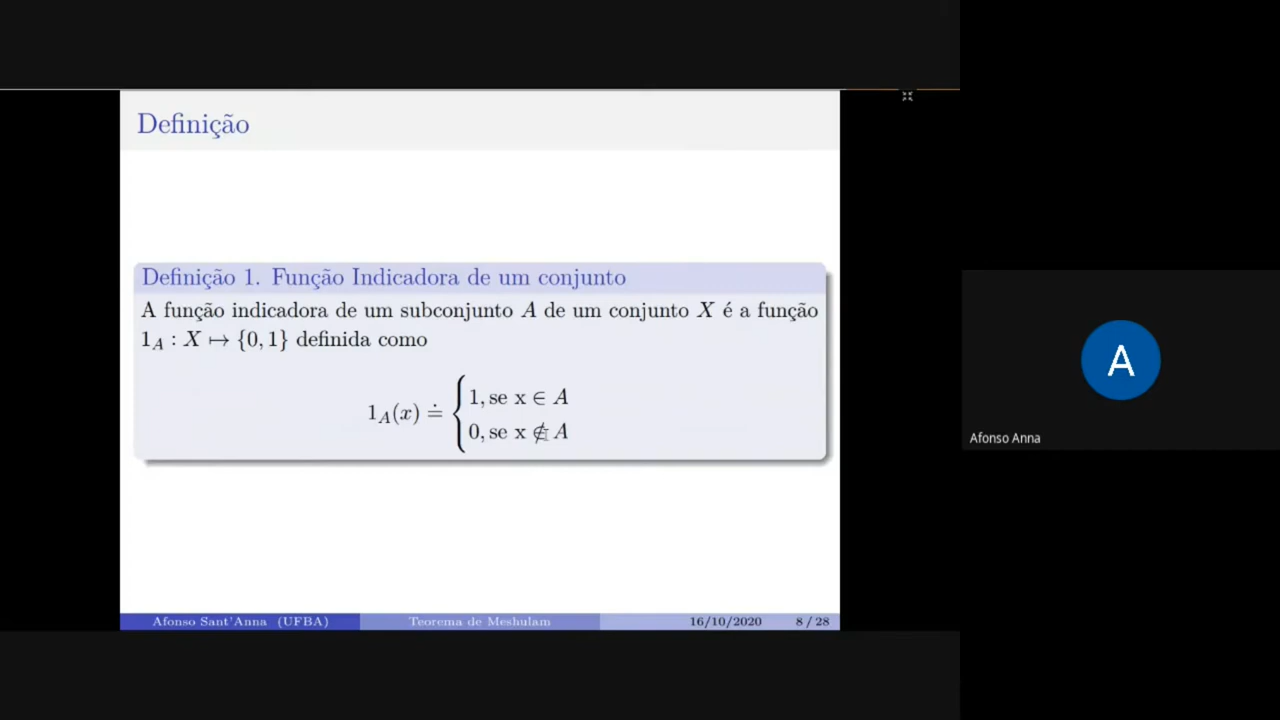 Definição
Definição 1. Função Indicadora de um conjunto
A função indicadora de um subconjunto A de um conjunto X é a função
1_A : X ↦ {0, 1} definida como
1_A(x) ≐ { 1, se x ∈ A
0, se x ∉ A
Afonso Sant'Anna (UFBA) Teorema de Meshulam 16/10/2020 8 / 28
A
Afonso Anna